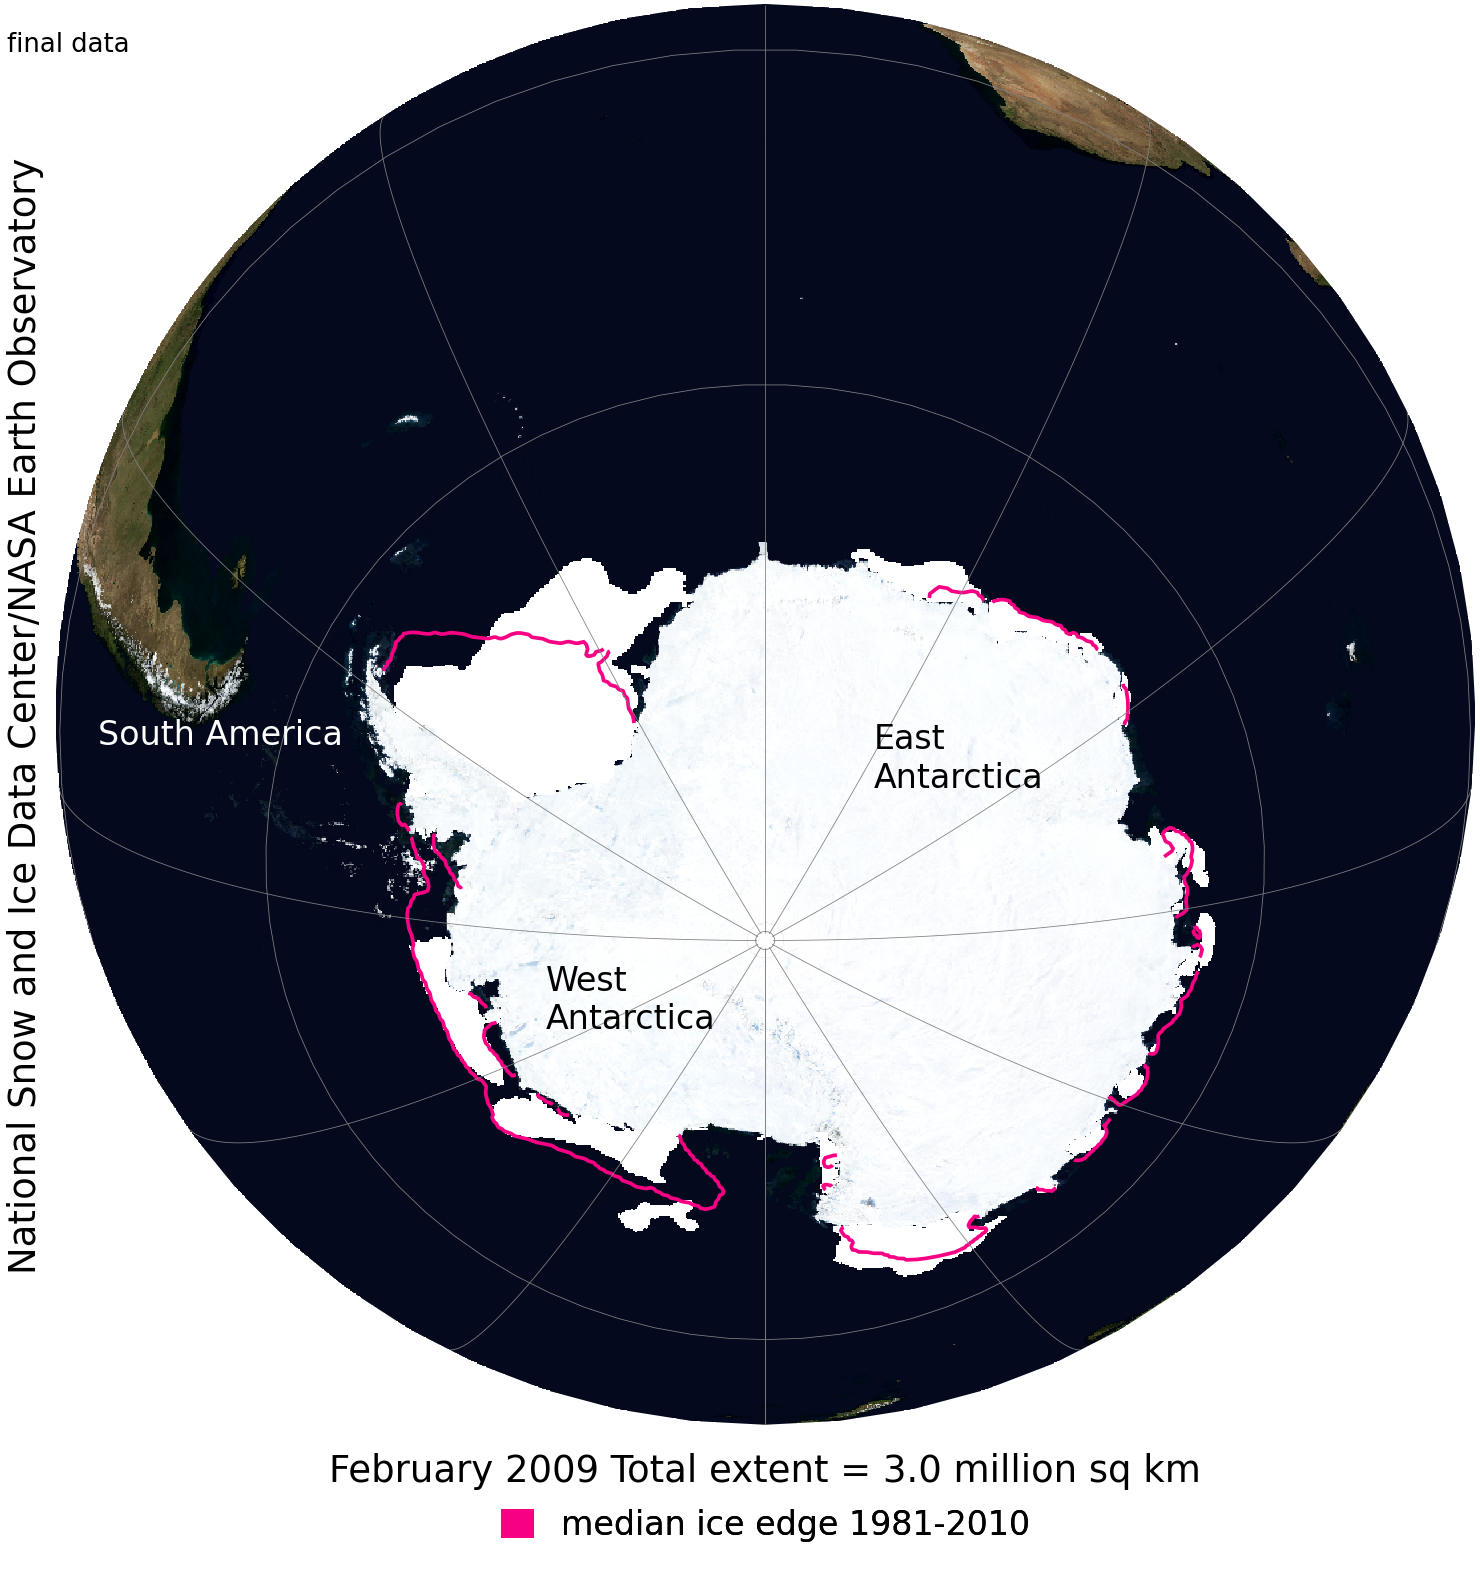 final data
National Snow and Ice Data Center/NASA Earth Observatory
South America
East
Antarctica
West
Antarctica
February 2009 Total extent = 3.0 million sq km
median ice edge 1981-2010